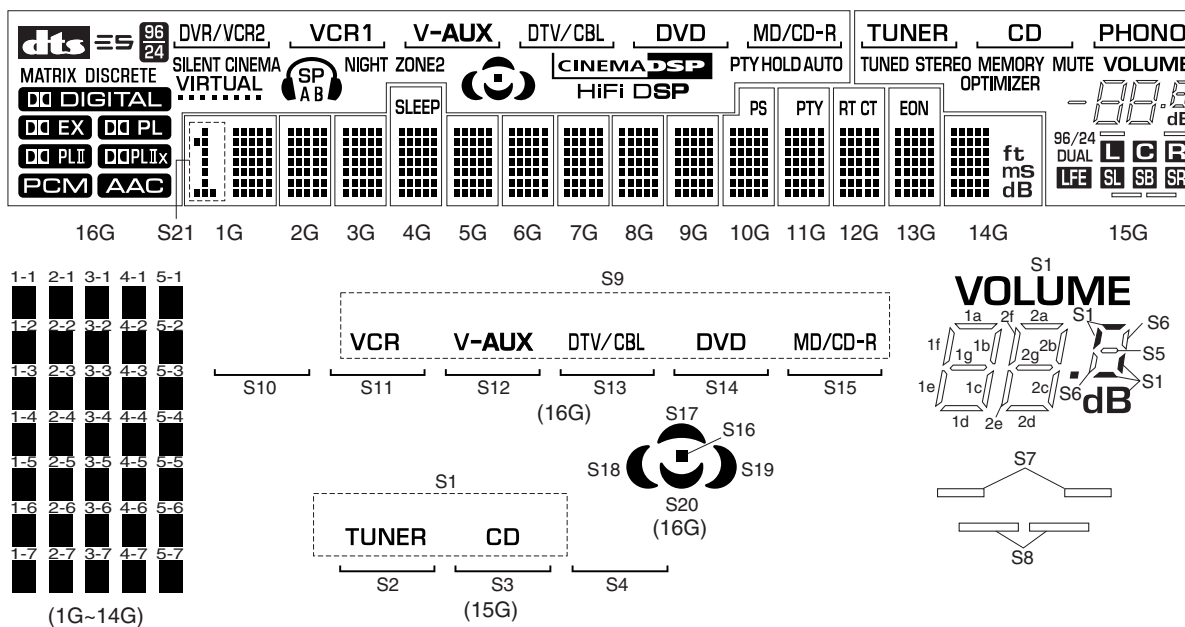 dts ES 96 24 DVR/VCR2 VCR1 V-AUX DTV/CBL DVD MD/CD-R TUNER CD PHONO
MATRIX DISCRETE SILENT CINEMA VIRTUAL SP A B NIGHT ZONE2 CINEMA DSP PTY HOLD AUTO TUNED STEREO MEMORY MUTE VOLUME
HiFi DSP OPTIMIZER
DIGITAL SLEEP PS PTY RT CT EON dB
EX PL
PL II PL II x ft mS dB 96/24 DUAL L C R
PCM AAC LFE SL SB SR
16G S21 1G 2G 3G 4G 5G 6G 7G 8G 9G 10G 11G 12G 13G 14G 15G
1-1 2-1 3-1 4-1 5-1
1-2 2-2 3-2 4-2 5-2
1-3 2-3 3-3 4-3 5-3
1-4 2-4 3-4 4-4 5-4
1-5 2-5 3-5 4-5 5-5
1-6 2-6 3-6 4-6 5-6
1-7 2-7 3-7 4-7 5-7
(1G~14G)
S9
VCR V-AUX DTV/CBL DVD MD/CD-R
S10 S11 S12 S13 S14 S15
(16G)
S17
S16
S18 S19
S20
(16G)
S1
TUNER CD
S2 S3 S4
(15G)
S1
VOLUME
1a 2f 2a S1 S6
1f 1b 2b S5
1g 2g
1e 1c 2c S6 S1
dB
1d 2e 2d
S7
S8